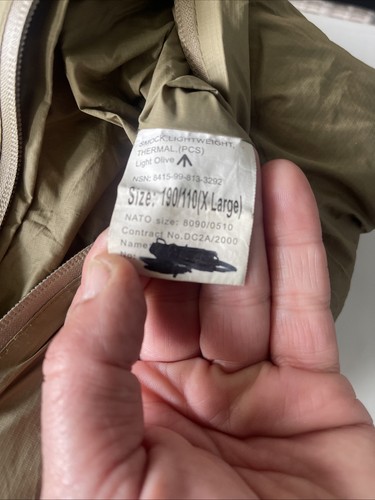 SMOCK, LIGHTWEIGHT,
THERMAL,(PCS)
Light Olive
NSN: 8415-99-813-3292
Size: 190/110(X Large)
NATO size: 8090/0510
Contract No.DC2A/2000
Name
No.